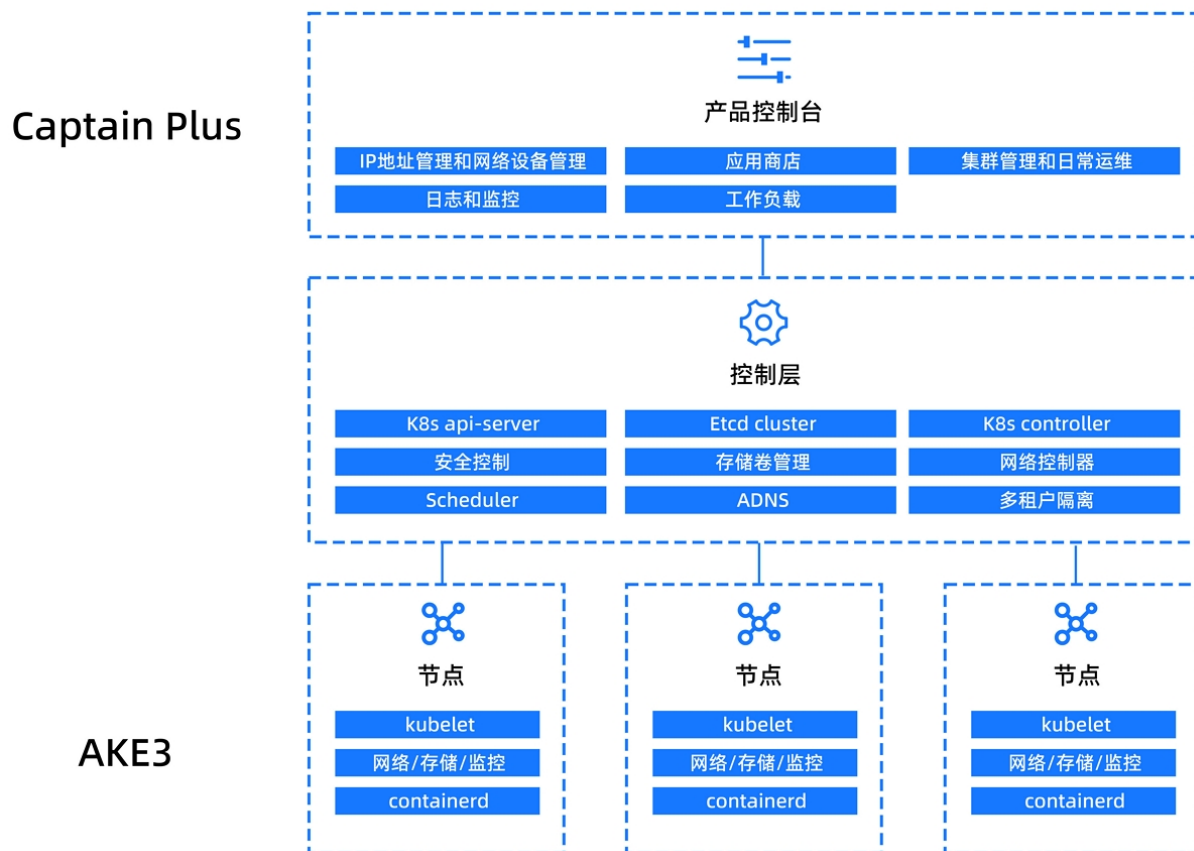 Captain Plus
产品控制台
IP地址管理和网络设备管理
应用商店
集群管理和日常运维
日志和监控
工作负载
控制层
K8s api-server
Etcd cluster
K8s controller
安全控制
存储卷管理
网络控制器
Scheduler
ADNS
多租户隔离
AKE3
节点
kubelet
网络/存储/监控
containerd
节点
kubelet
网络/存储/监控
containerd
节点
kubelet
网络/存储/监控
containerd